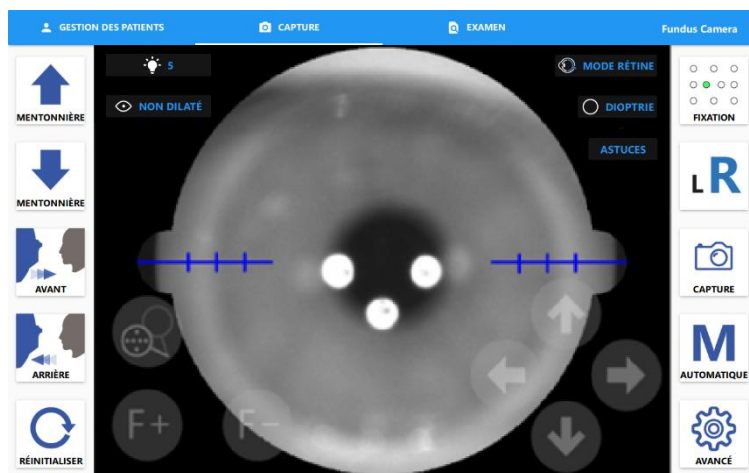 GESTION DES PATIENTS
CAPTURE
EXAMEN
Fundus Camera
5
MODE RÉTINE
NON DILATÉ
DIOPTRIE
ASTUCES
MENTONNIÈRE
MENTONNIÈRE
AVANT
ARRIÈRE
RÉINITIALISER
F+
F-
FIXATION
L R
CAPTURE
M
AUTOMATIQUE
AVANCÉ